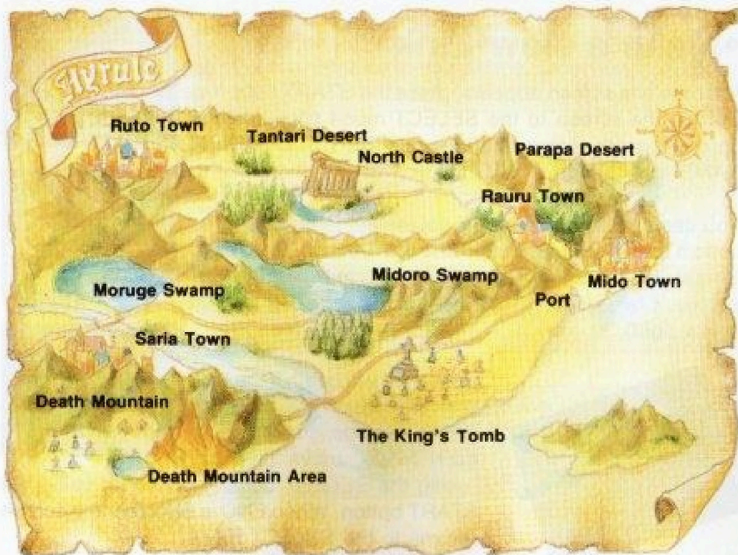 Hyrule
Ruto Town
Tantari Desert
North Castle
Parapa Desert
Rauru Town
Moruge Swamp
Midoro Swamp
Mido Town
Port
Saria Town
Death Mountain
The King's Tomb
Death Mountain Area
N